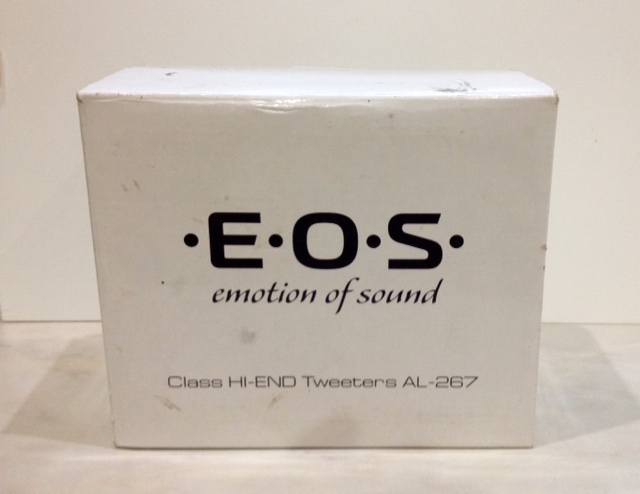 ·E·O·S·
emotion of sound
Class HI-END Tweeters AL-267